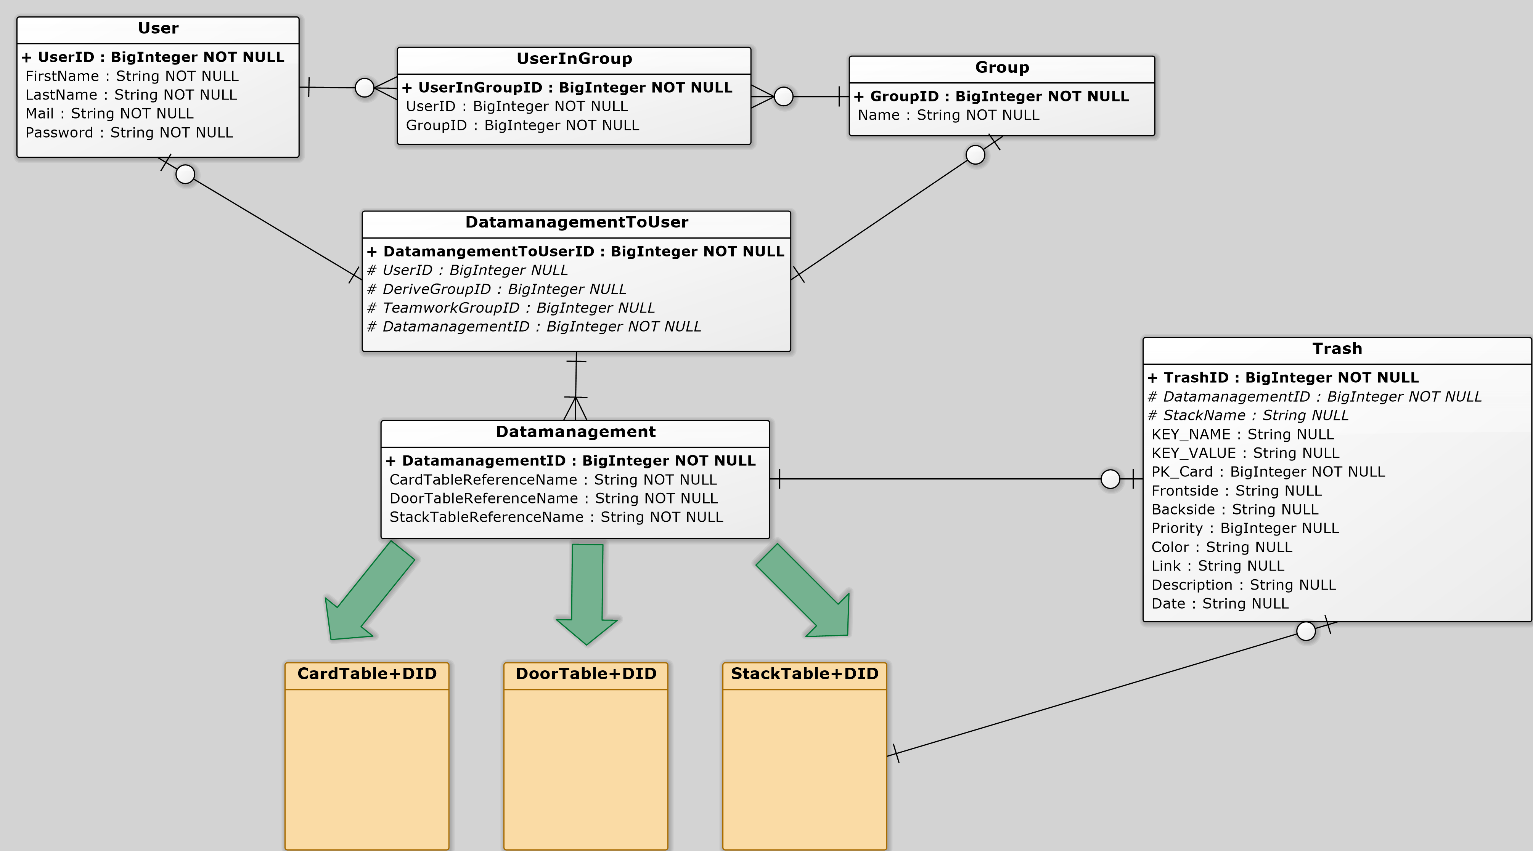 User
+ UserID : BigInteger NOT NULL
FirstName : String NOT NULL
LastName : String NOT NULL
Mail : String NOT NULL
Password : String NOT NULL
UserInGroup
+ UserInGroupID : BigInteger NOT NULL
UserID : BigInteger NOT NULL
GroupID : BigInteger NOT NULL
Group
+ GroupID : BigInteger NOT NULL
Name : String NOT NULL
DatamanagementToUser
+ DatamangementToUserID : BigInteger NOT NULL
# UserID : BigInteger NULL
# DeriveGroupID : BigInteger NULL
# TeamworkGroupID : BigInteger NULL
# DatamanagementID : BigInteger NOT NULL
Datamanagement
+ DatamanagementID : BigInteger NOT NULL
CardTableReferenceName : String NOT NULL
DoorTableReferenceName : String NOT NULL
StackTableReferenceName : String NOT NULL
Trash
+ TrashID : BigInteger NOT NULL
# DatamanagementID : BigInteger NOT NULL
# StackName : String NULL
KEY_NAME : String NULL
KEY_VALUE : String NULL
PK_Card : BigInteger NOT NULL
Frontside : String NULL
Backside : String NULL
Priority : BigInteger NULL
Color : String NULL
Link : String NULL
Description : String NULL
Date : String NULL
CardTable+DID
DoorTable+DID
StackTable+DID